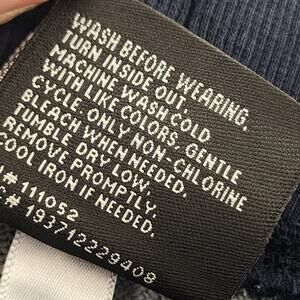 WASH BEFORE WEARING.
TURN INSIDE OUT.
MACHINE WASH COLD
WITH LIKE COLORS, GENTLE
CYCLE. ONLY NON-CHLORINE
BLEACH WHEN NEEDED.
TUMBLE DRY LOW.
REMOVE PROMPTLY.
COOL IRON IF NEEDED.
#111052
#193712229408